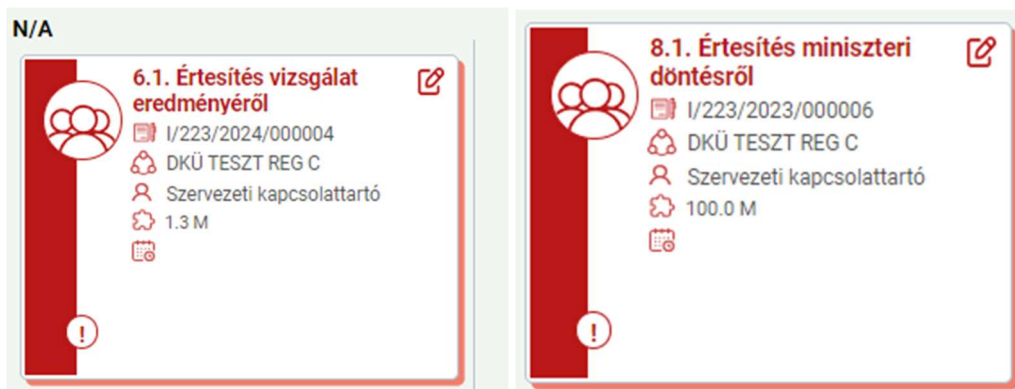 N/A
6.1. Értesítés vizsgálat
eredményéről
I/223/2024/000004
DKÜ TESZT REG C
Szervezeti kapcsolattartó
1.3 M
!
8.1. Értesítés miniszteri
döntésről
I/223/2023/000006
DKÜ TESZT REG C
Szervezeti kapcsolattartó
100.0 M
!